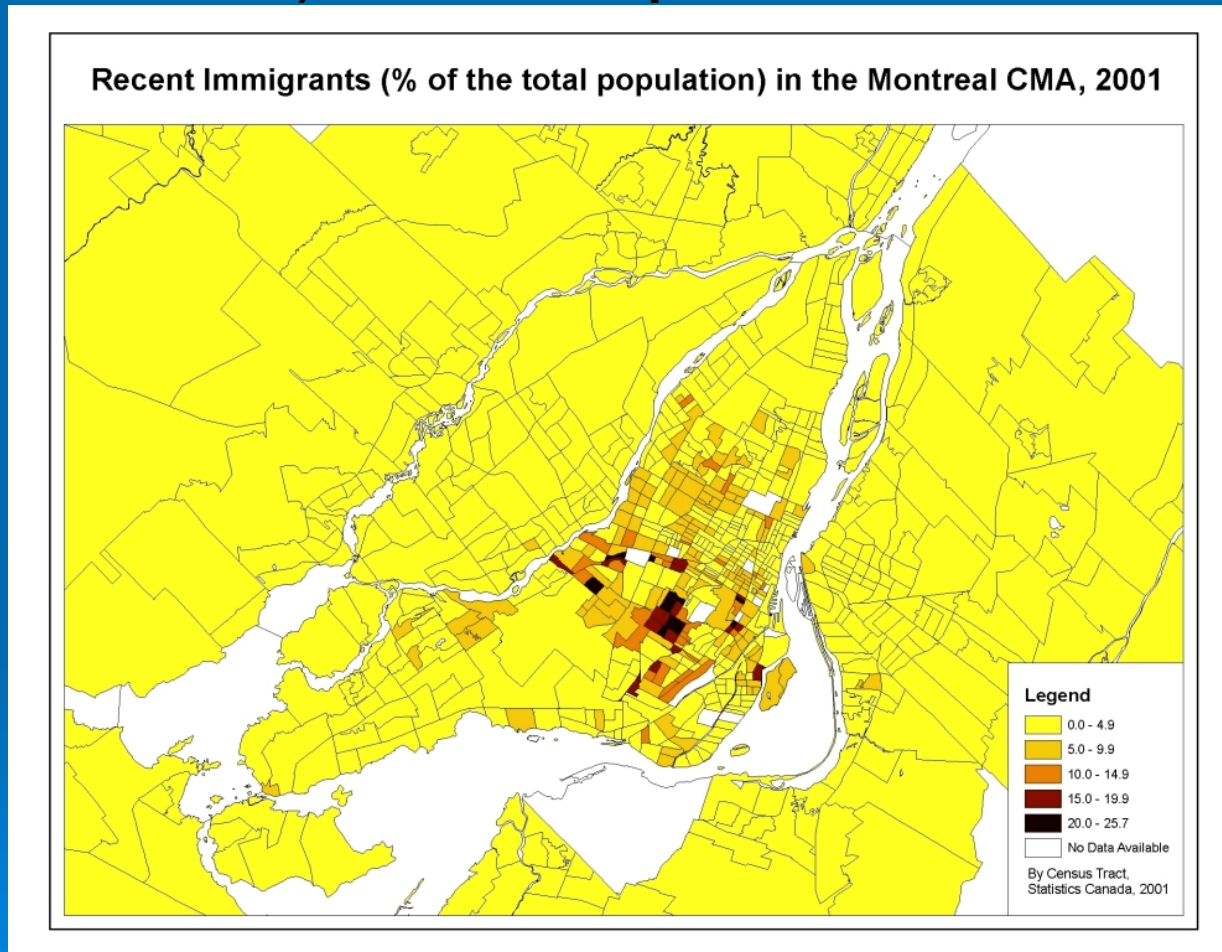 Recent Immigrants (% of the total population) in the Montreal CMA, 2001
Legend
0.0 - 4.9
5.0 - 9.9
10.0 - 14.9
15.0 - 19.9
20.0 - 25.7
No Data Available
By Census Tract,
Statistics Canada, 2001